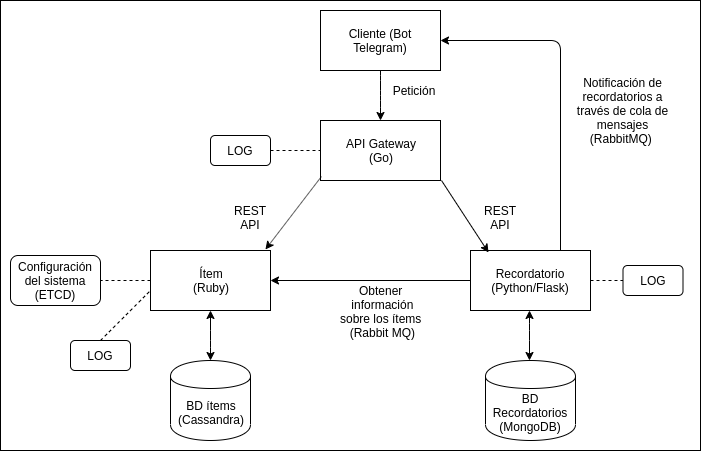 Cliente (Bot
Telegram)
Petición
Notificación de
recordatorios a
través de cola de
mensajes
(RabbitMQ)
LOG
API Gateway
(Go)
REST
API
REST
API
Configuración
del sistema
(ETCD)
Ítem
(Ruby)
Obtener
información
sobre los ítems
(Rabbit MQ)
Recordatorio
(Python/Flask)
LOG
LOG
BD ítems
(Cassandra)
BD
Recordatorios
(MongoDB)